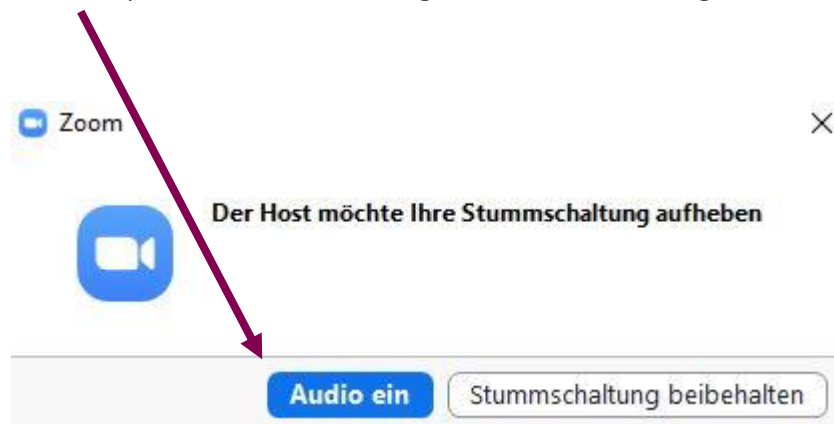 Zoom
Der Host möchte Ihre Stummschaltung aufheben
Audio ein
Stummschaltung beibehalten